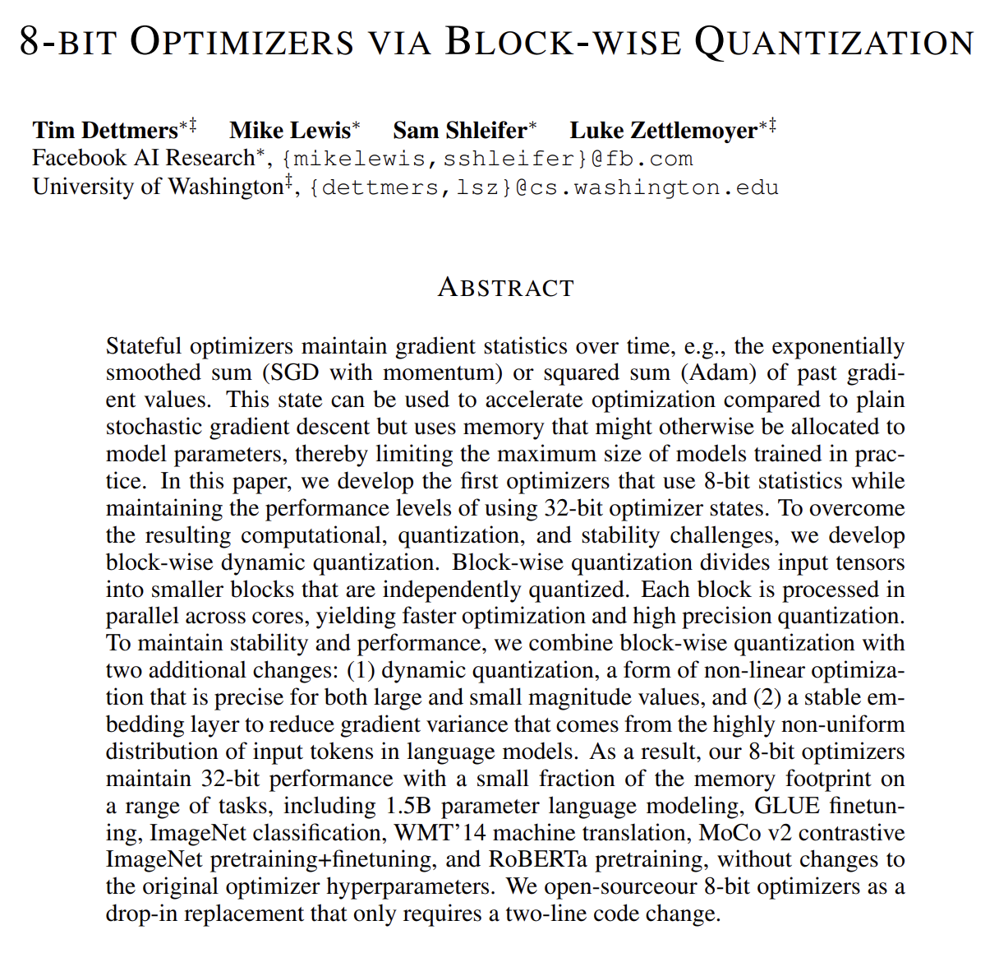 8-BIT OPTIMIZERS VIA BLOCK-WISE QUANTIZATION
Tim Dettmers*‡ Mike Lewis* Sam Shleifer* Luke Zettlemoyer*‡
Facebook AI Research*, {mikelewis,sshleifer}@fb.com
University of Washington‡, {dettmers,lsz}@cs.washington.edu
ABSTRACT
Stateful optimizers maintain gradient statistics over time, e.g., the exponentially
smoothed sum (SGD with momentum) or squared sum (Adam) of past gradi-
ent values. This state can be used to accelerate optimization compared to plain
stochastic gradient descent but uses memory that might otherwise be allocated to
model parameters, thereby limiting the maximum size of models trained in prac-
tice. In this paper, we develop the first optimizers that use 8-bit statistics while
maintaining the performance levels of using 32-bit optimizer states. To overcome
the resulting computational, quantization, and stability challenges, we develop
block-wise dynamic quantization. Block-wise quantization divides input tensors
into smaller blocks that are independently quantized. Each block is processed in
parallel across cores, yielding faster optimization and high precision quantization.
To maintain stability and performance, we combine block-wise quantization with
two additional changes: (1) dynamic quantization, a form of non-linear optimiza-
tion that is precise for both large and small magnitude values, and (2) a stable em-
bedding layer to reduce gradient variance that comes from the highly non-uniform
distribution of input tokens in language models. As a result, our 8-bit optimizers
maintain 32-bit performance with a small fraction of the memory footprint on
a range of tasks, including 1.5B parameter language modeling, GLUE finetun-
ing, ImageNet classification, WMT'14 machine translation, MoCo v2 contrastive
ImageNet pretraining+finetuning, and RoBERTa pretraining, without changes to
the original optimizer hyperparameters. We open-sourceour 8-bit optimizers as a
drop-in replacement that only requires a two-line code change.